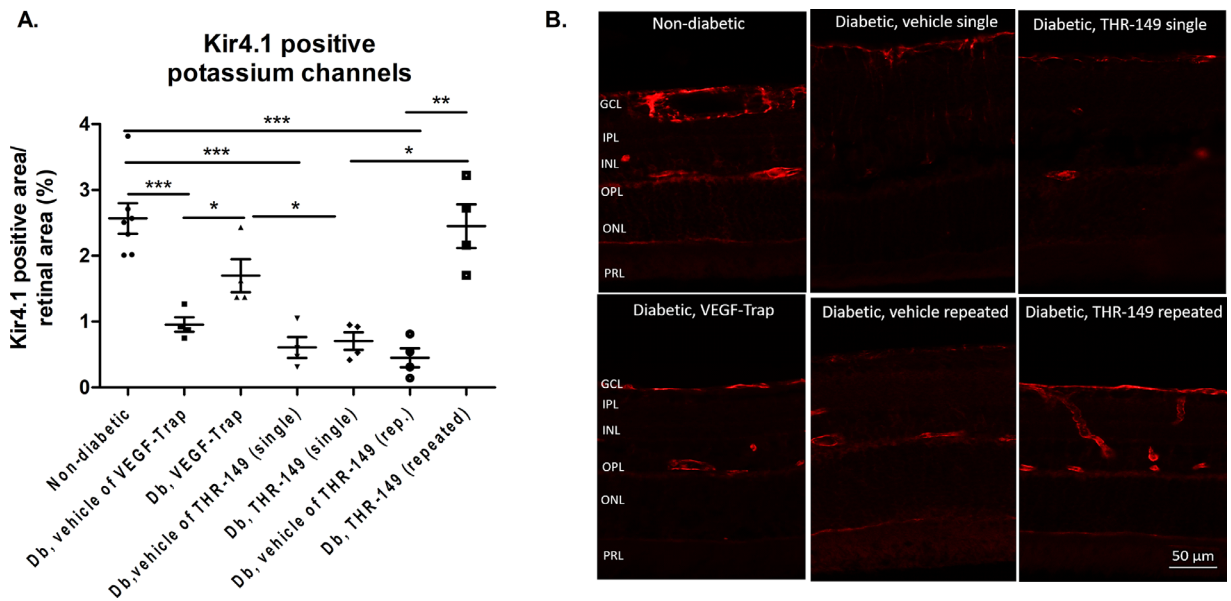 A.
Kir4.1 positive
potassium channels
Kir4.1 positive area/
retinal area (%)
4
3
2
1
0
***
**
***
*
***
*
*
Non-diabetic
Db, vehicle of VEGF-Trap
Db, VEGF-Trap
Db,vehicle of THR-149 (single)
Db, THR-149 (single)
Db, vehicle of THR-149 (rep.)
Db, THR-149 (repeated)
B.
Non-diabetic
Diabetic, vehicle single
Diabetic, THR-149 single
GCL
IPL
INL
OPL
ONL
PRL
Diabetic, VEGF-Trap
Diabetic, vehicle repeated
Diabetic, THR-149 repeated
GCL
IPL
INL
OPL
ONL
PRL
50 µm